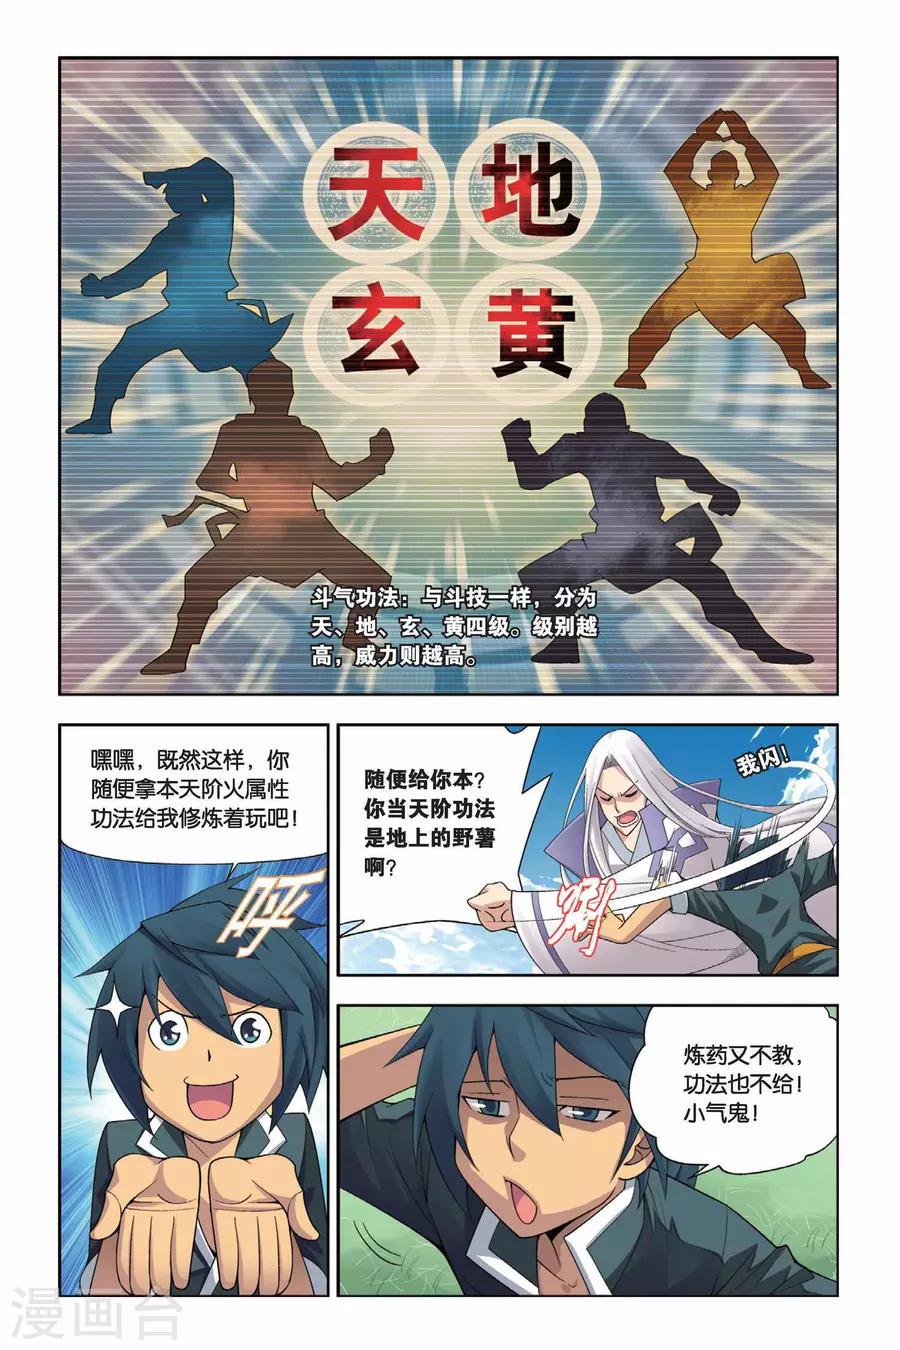 天 地
玄 黄
斗气功法：与斗技一样，分为
天、地、玄、黄四级。级别越
高，威力则越高。
嘿嘿，既然这样，你
随便拿本天阶火属性
功法给我修炼着玩吧！
呼
随便给你本？
你当天阶功法
是地上的野薯
啊？
我闪！
唰
炼药又不教，
功法也不给！
小气鬼！
漫画台